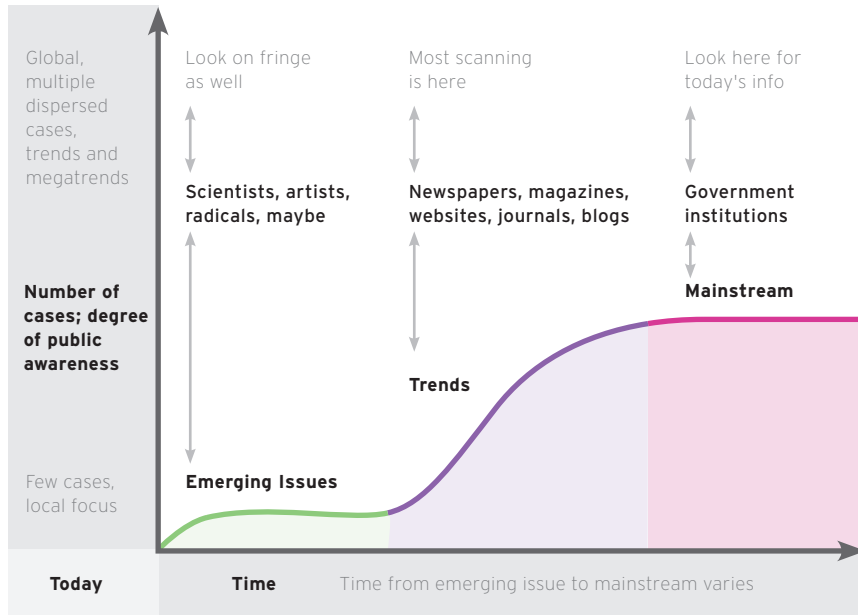 Global,
multiple
dispersed
cases,
trends and
megatrends
Number of
cases; degree
of public
awareness
Few cases,
local focus
Look on fringe
as well
Scientists, artists,
radicals, maybe
Emerging Issues
Most scanning
is here
Newspapers, magazines,
websites, journals, blogs
Trends
Look here for
today's info
Government
institutions
Mainstream
Today
Time
Time from emerging issue to mainstream varies